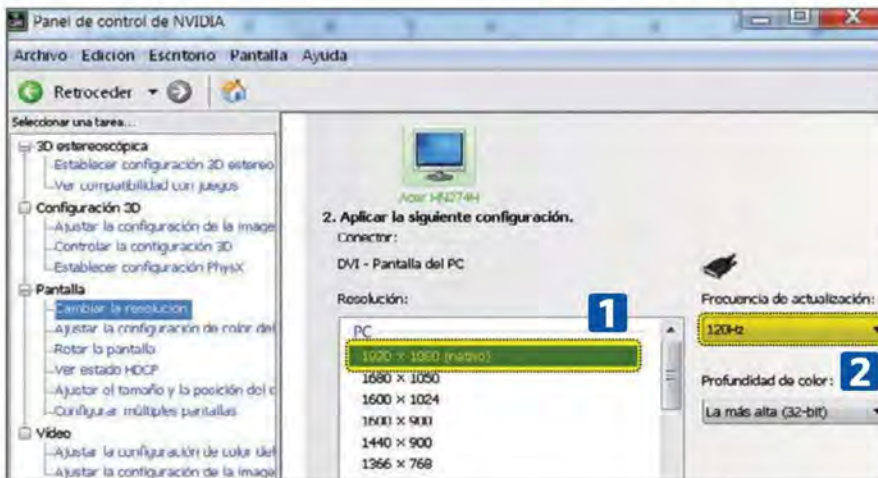 Panel de control de NVIDIA
Archivo Edición Escritorio Pantalla Ayuda
Retroceder
Seleccionar una tarea...
3D estereoscópica
Establecer configuración 3D estereo
Ver compatibilidad con juegos
Configuración 3D
Ajustar la configuración de la image
Controlar la configuración 3D
Establecer configuración PhysX
Pantalla
Cambiar la resolución
Ajustar la configuración de color del
Rotar la pantalla
Ver estado HDCP
Ajustar el tamaño y la posición del e
Configurar múltiples pantallas
Vídeo
Ajustar la configuración de color del
Ajustar la configuración de la image
Acer HN274H
2. Aplicar la siguiente configuración.
Conector:
DVI - Pantalla del PC
Resolución:
1
PC
1920 × 1080 (nativo)
1680 × 1050
1600 × 1024
1600 × 900
1440 × 900
1366 × 768
Frecuencia de actualización:
120Hz
Profundidad de color:
2
La más alta (32-bit)